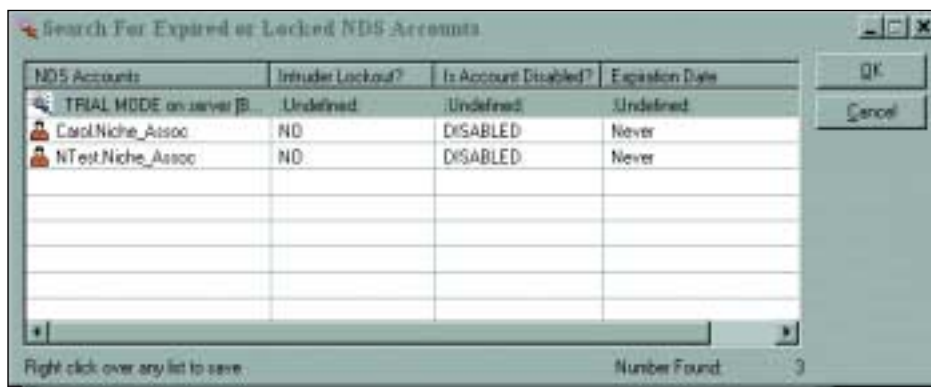 Search For Expired or Locked NDS Accounts
NDS Accounts Intruder Lockout? Is Account Disabled? Expiration Date
TRIAL MODE on server [B... :Undefined: :Undefined: :Undefined:
Carol.Niche_Assoc NO DISABLED Never
NTest.Niche_Assoc NO DISABLED Never
OK
Cancel
Right click over any list to save Number Found: 3